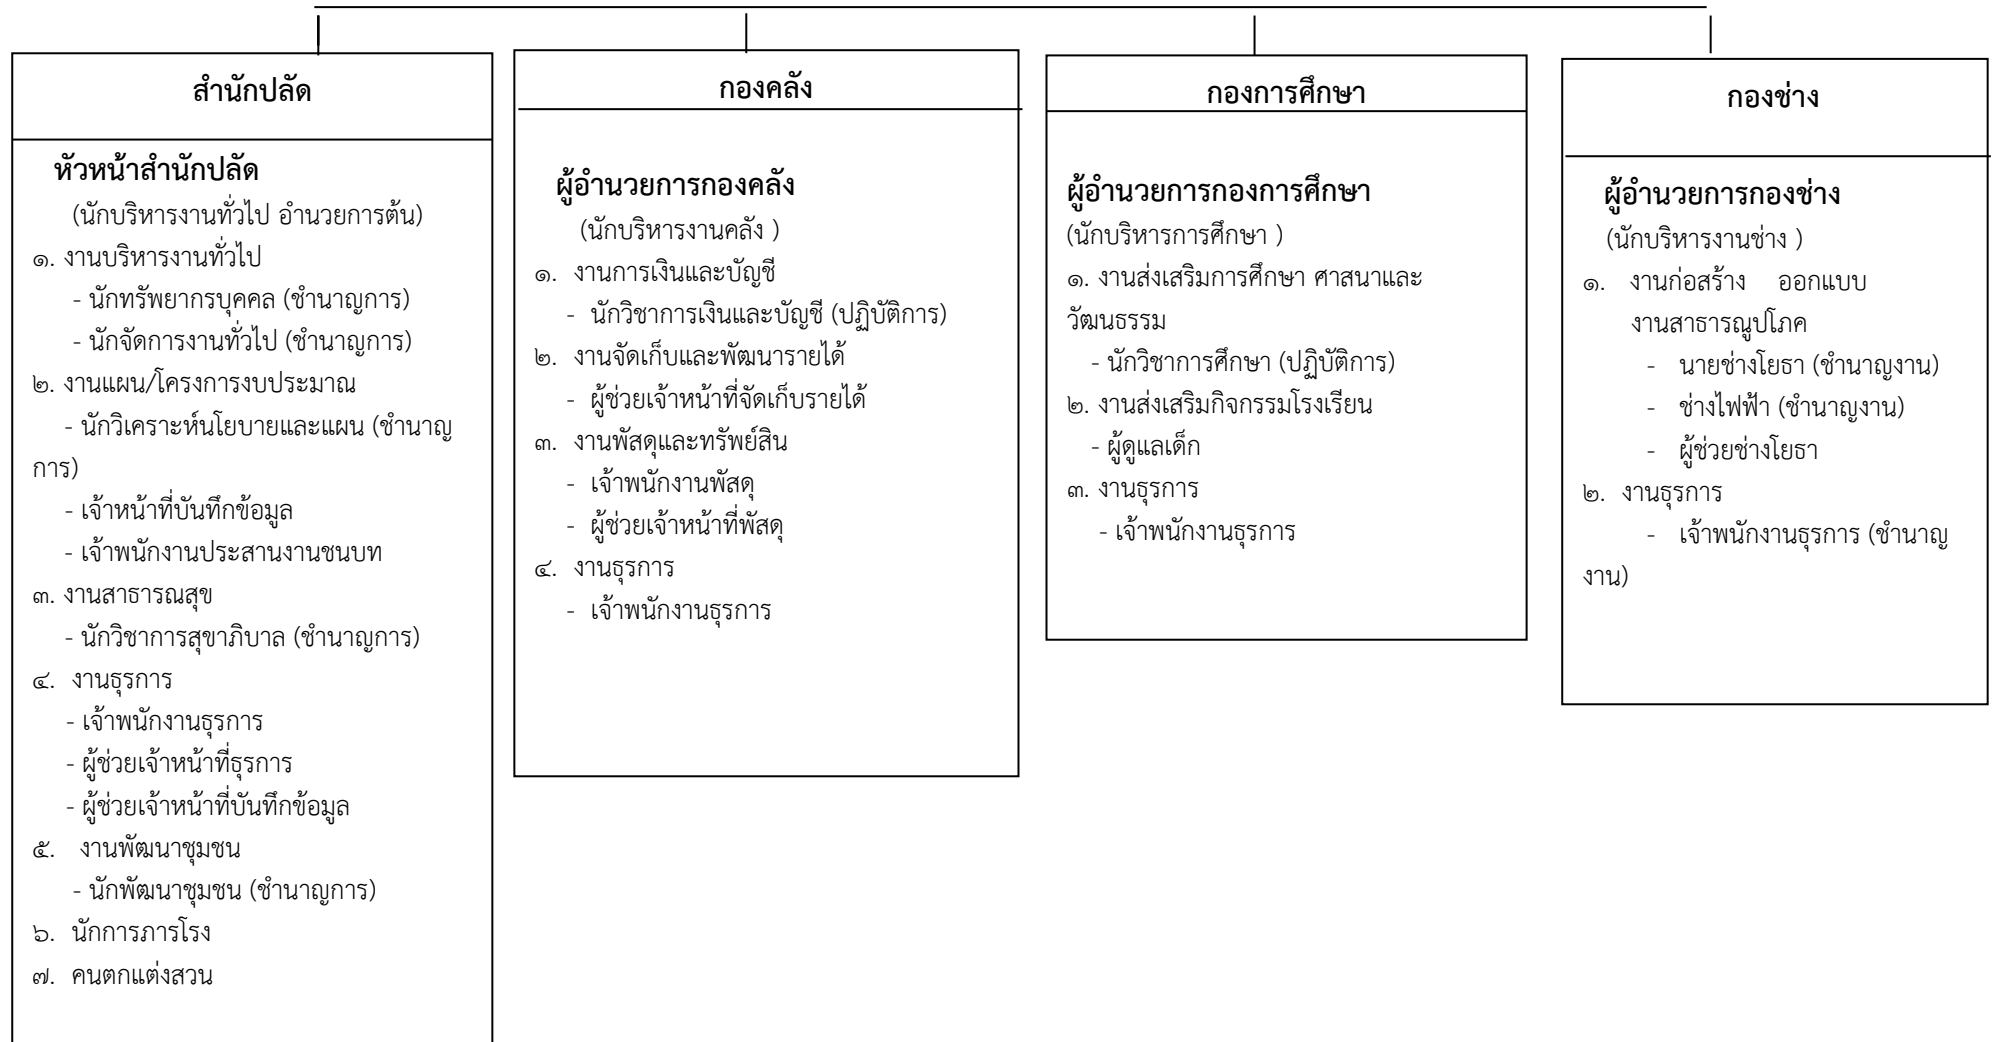 สำนักปลัด
หัวหน้าสำนักปลัด
(นักบริหารงานทั่วไป อำนวยการต้น)
๑. งานบริหารงานทั่วไป
- นักทรัพยากรบุคคล (ชำนาญการ)
- นักจัดการงานทั่วไป (ชำนาญการ)
๒. งานแผน/โครงการงบประมาณ
- นักวิเคราะห์นโยบายและแผน (ชำนาญ
การ)
- เจ้าหน้าที่บันทึกข้อมูล
- เจ้าพนักงานประสานงานชนบท
๓. งานสาธารณสุข
- นักวิชาการสุขาภิบาล (ชำนาญการ)
๔. งานธุรการ
- เจ้าพนักงานธุรการ
- ผู้ช่วยเจ้าหน้าที่ธุรการ
- ผู้ช่วยเจ้าหน้าที่บันทึกข้อมูล
๕. งานพัฒนาชุมชน
- นักพัฒนาชุมชน (ชำนาญการ)
๖. นักการภารโรง
๗. คนตกแต่งสวน
กองคลัง
ผู้อำนวยการกองคลัง
(นักบริหารงานคลัง )
๑. งานการเงินและบัญชี
- นักวิชาการเงินและบัญชี (ปฏิบัติการ)
๒. งานจัดเก็บและพัฒนารายได้
- ผู้ช่วยเจ้าหน้าที่จัดเก็บรายได้
๓. งานพัสดุและทรัพย์สิน
- เจ้าพนักงานพัสดุ
- ผู้ช่วยเจ้าหน้าที่พัสดุ
๔. งานธุรการ
- เจ้าพนักงานธุรการ
กองการศึกษา
ผู้อำนวยการกองการศึกษา
(นักบริหารการศึกษา )
๑. งานส่งเสริมการศึกษา ศาสนาและ
วัฒนธรรม
- นักวิชาการศึกษา (ปฏิบัติการ)
๒. งานส่งเสริมกิจกรรมโรงเรียน
- ผู้ดูแลเด็ก
๓. งานธุรการ
- เจ้าพนักงานธุรการ
กองช่าง
ผู้อำนวยการกองช่าง
(นักบริหารงานช่าง )
๑. งานก่อสร้าง ออกแบบ
งานสาธารณูปโภค
- นายช่างโยธา (ชำนาญงาน)
- ช่างไฟฟ้า (ชำนาญงาน)
- ผู้ช่วยช่างโยธา
๒. งานธุรการ
- เจ้าพนักงานธุรการ (ชำนาญ
งาน)